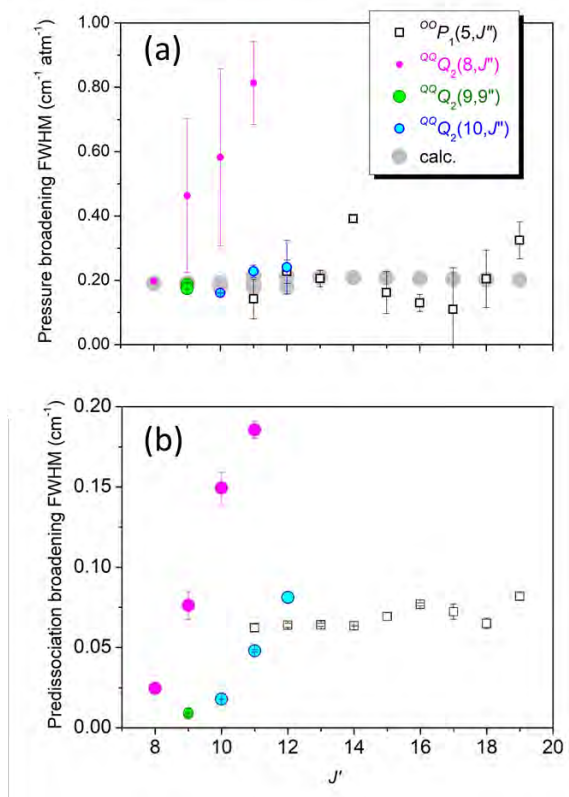 (a)
Pressure broadening FWHM (cm⁻¹ atm⁻¹)
1.00
0.80
0.60
0.40
0.20
0.00
ᴼᴼP₁(5,J")
QQQ₂(8,J")
QQQ₂(9,9")
QQQ₂(10,J")
calc.
(b)
Predissociation broadening FWHM (cm⁻¹)
0.20
0.15
0.10
0.05
0.00
8 10 12 14 16 18 20
J'